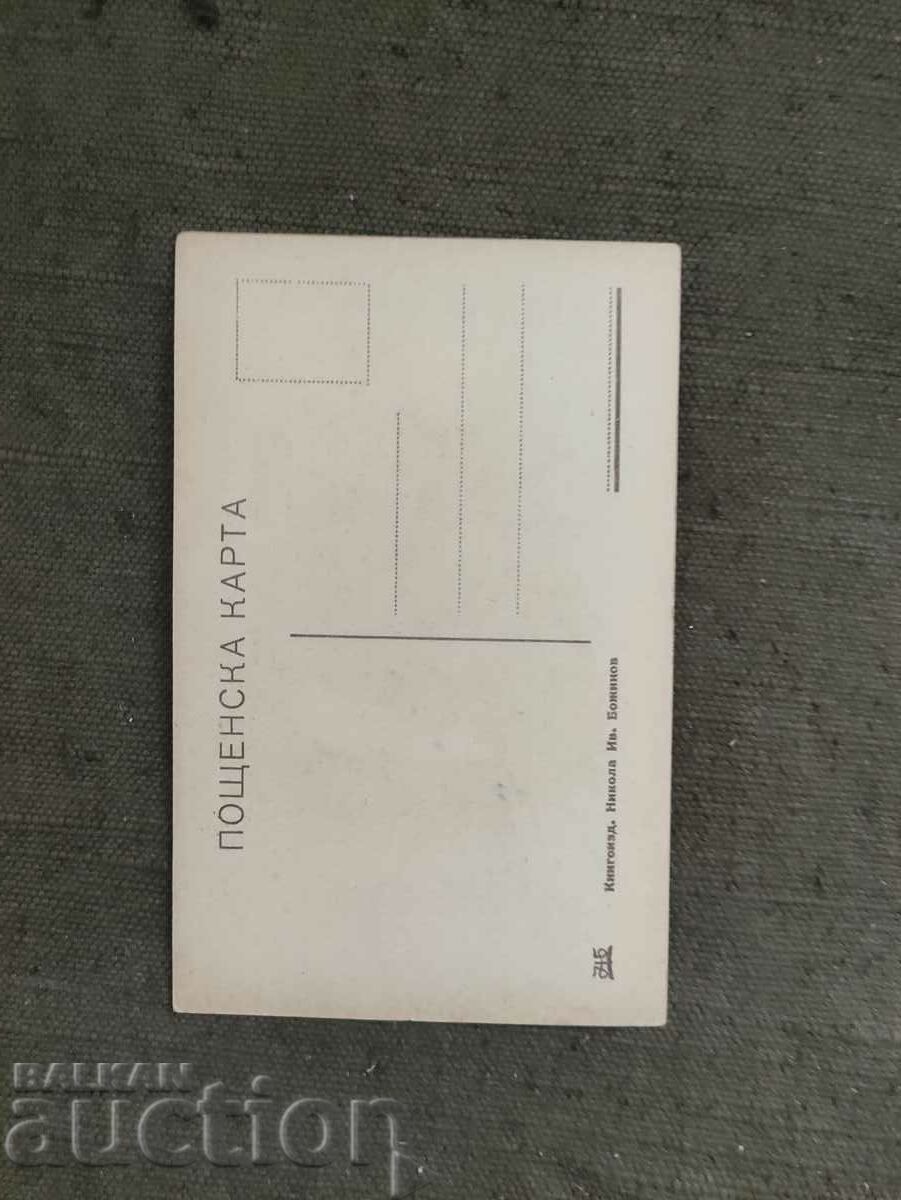 ПОЩЕНСКА КАРТА
Книгоизд. Никола Ив. Божинов
BALKAN
auction